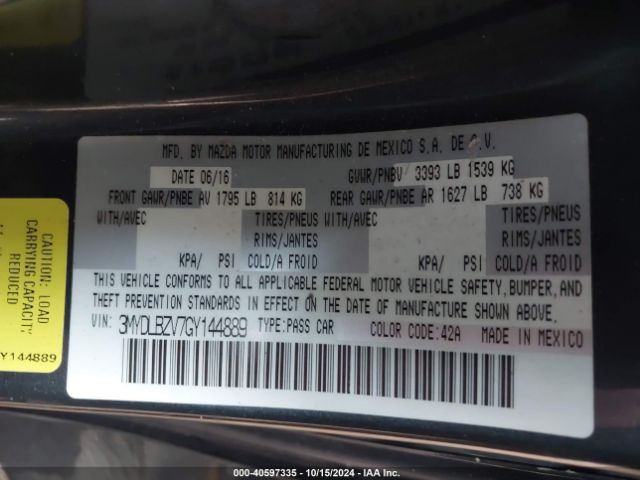 MFD. BY MAZDA MOTOR MANUFACTURING DE MEXICO S.A. DE C.V.
DATE 06/16 GVWR/PNBV 3393 LB 1539 KG
FRONT GAWR/PNBE AV 1795 LB 814 KG REAR GAWR/PNBE AR 1627 LB 738 KG
WITH/AVEC TIRES/PNEUS WITH/AVEC TIRES/PNEUS
RIMS/JANTES RIMS/JANTES
KPA/ PSI COLD/A FROID KPA/ PSI COLD/A FROID
THIS VEHICLE CONFORMS TO ALL APPLICABLE FEDERAL MOTOR VEHICLE SAFETY, BUMPER, AND
THEFT PREVENTION STANDARDS IN EFFECT ON THE DATE OF MANUFACTURE SHOWN ABOVE.
VIN: 3MYDLBZV7GY144889 TYPE:PASS CAR COLOR CODE:42A MADE IN MEXICO
CAUTION: LOAD
CARRYING CAPACITY
REDUCED
Y144889
000-40597335 - 10/15/2024 - IAA Inc.